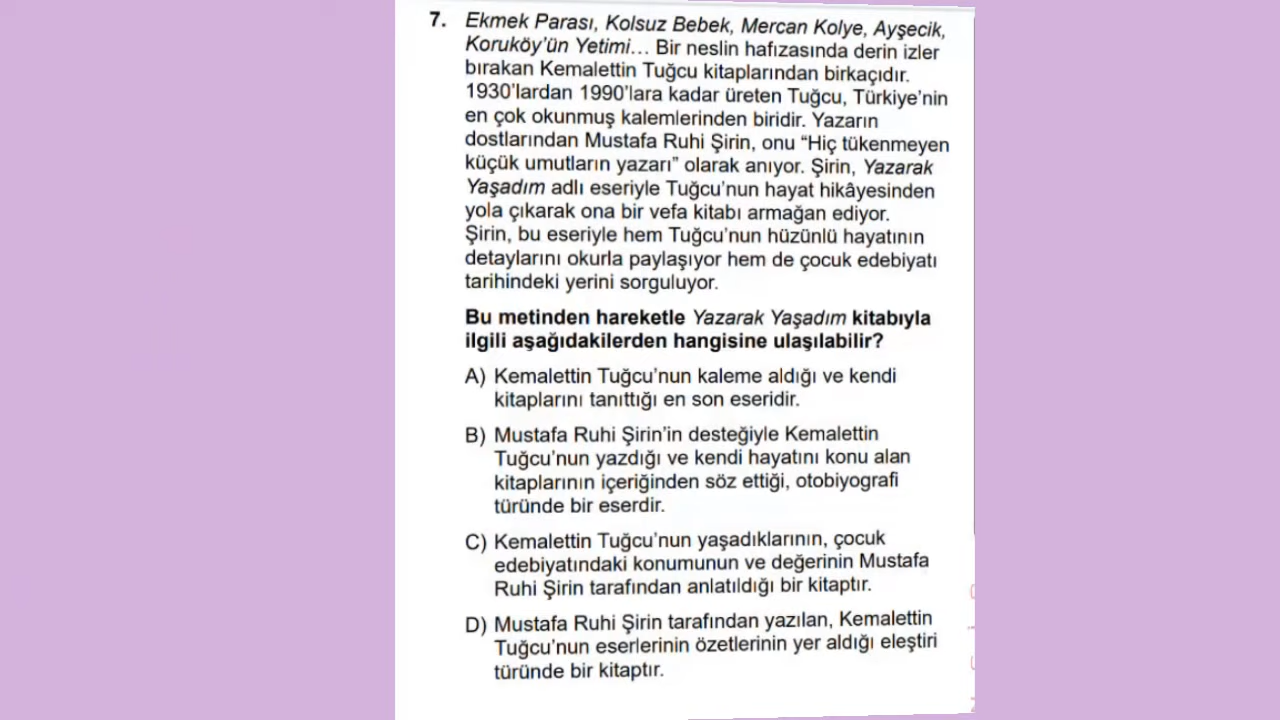 7. Ekmek Parası, Kolsuz Bebek, Mercan Kolye, Ayşecik,
Koruköy'ün Yetimi... Bir neslin hafızasında derin izler
bırakan Kemalettin Tuğcu kitaplarından birkaçıdır.
1930'lardan 1990'lara kadar üreten Tuğcu, Türkiye'nin
en çok okunmuş kalemlerinden biridir. Yazarın
dostlarından Mustafa Ruhi Şirin, onu “Hiç tükenmeyen
küçük umutların yazarı” olarak anıyor. Şirin, Yazarak
Yaşadım adlı eseriyle Tuğcu'nun hayat hikâyesinden
yola çıkarak ona bir vefa kitabı armağan ediyor.
Şirin, bu eseriyle hem Tuğcu'nun hüzünlü hayatının
detaylarını okurla paylaşıyor hem de çocuk edebiyatı
tarihindeki yerini sorguluyor.
Bu metinden hareketle Yazarak Yaşadım kitabıyla
ilgili aşağıdakilerden hangisine ulaşılabilir?
A) Kemalettin Tuğcu'nun kaleme aldığı ve kendi
kitaplarını tanıttığı en son eseridir.
B) Mustafa Ruhi Şirin'in desteğiyle Kemalettin
Tuğcu'nun yazdığı ve kendi hayatını konu alan
kitaplarının içeriğinden söz ettiği, otobiyografi
türünde bir eserdir.
C) Kemalettin Tuğcu'nun yaşadıklarının, çocuk
edebiyatındaki konumunun ve değerinin Mustafa
Ruhi Şirin tarafından anlatıldığı bir kitaptır.
D) Mustafa Ruhi Şirin tarafından yazılan, Kemalettin
Tuğcu'nun eserlerinin özetlerinin yer aldığı eleştiri
türünde bir kitaptır.